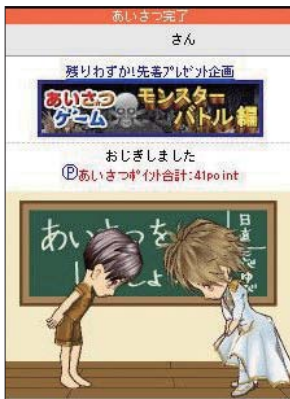 あいさつ完了
さん
残りわずか!先着プレゼント企画
あいさつゲーム モンスターバトル編
おじぎしました
Ⓟあいさつポイント合計:41point
あいさつを
日直